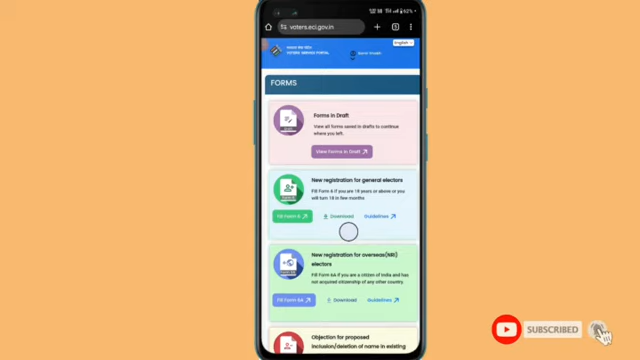 62%
voters.eci.gov.in
English
VOTERS' SERVICE PORTAL
FORMS
Forms in Draft
View all forms saved in drafts to continue
where you left.
View Forms in Draft
New registration for general electors
Fill Form 6 if you are 18 years or above or you
will turn 18 in few months
Fill Form 6
Download
Guidelines
New registration for overseas(NRI)
electors
Fill Form 6A if you are a citizen of India and has
not acquired citizenship of any other country
Fill Form 6A
Download
Guidelines
Objection for proposed
inclusion/deletion of name in existing
SUBSCRIBED